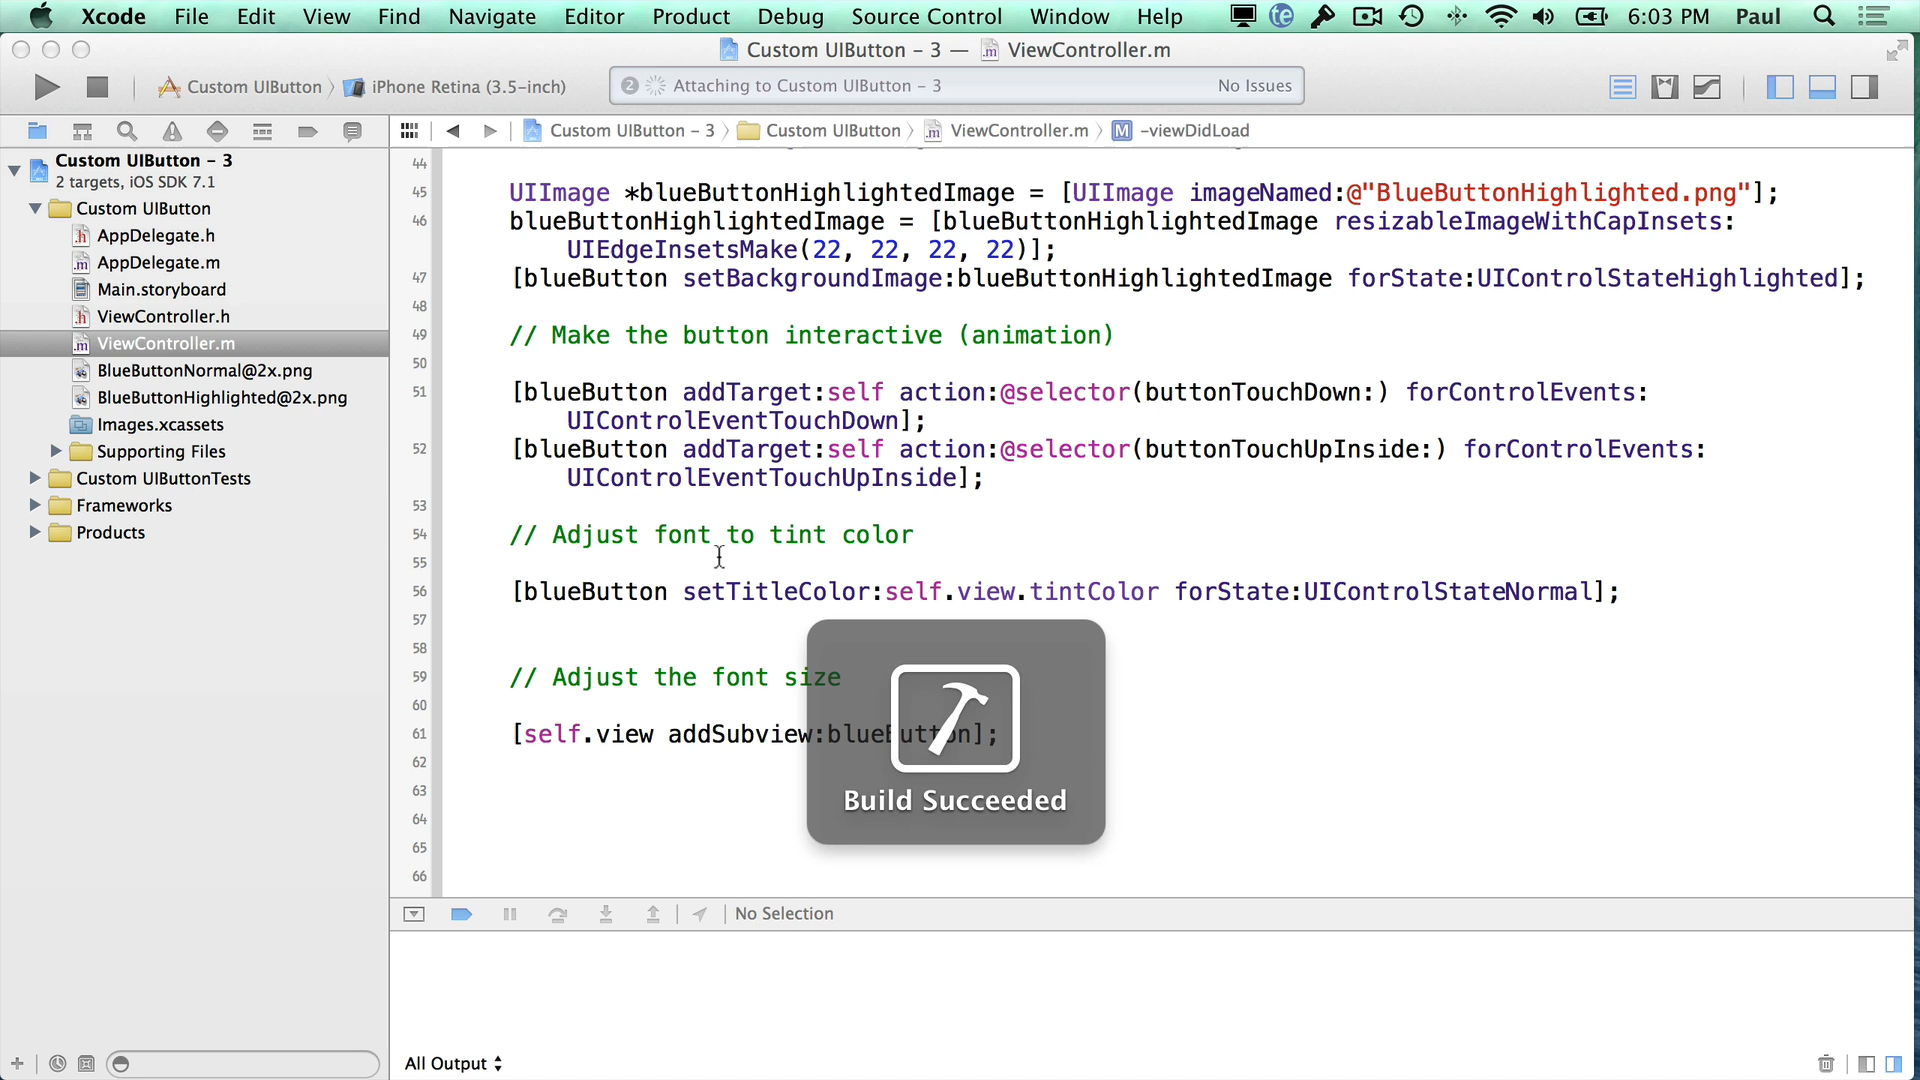 Xcode File Edit View Find Navigate Editor Product Debug Source Control Window Help te 6:03 PM Paul
Custom UIButton – 3 — ViewController.m
Custom UIButton iPhone Retina (3.5-inch) 2 Attaching to Custom UIButton – 3 No Issues
Custom UIButton – 3 Custom UIButton ViewController.m M -viewDidLoad
Custom UIButton – 3
2 targets, iOS SDK 7.1
Custom UIButton
AppDelegate.h
AppDelegate.m
Main.storyboard
ViewController.h
ViewController.m
BlueButtonNormal@2x.png
BlueButtonHighlighted@2x.png
Images.xcassets
Supporting Files
Custom UIButtonTests
Frameworks
Products
44
45 UIImage *blueButtonHighlightedImage = [UIImage imageNamed:@"BlueButtonHighlighted.png"];
46 blueButtonHighlightedImage = [blueButtonHighlightedImage resizableImageWithCapInsets:
UIEdgeInsetsMake(22, 22, 22, 22)];
47 [blueButton setBackgroundImage:blueButtonHighlightedImage forState:UIControlStateHighlighted];
48
49 // Make the button interactive (animation)
50
51 [blueButton addTarget:self action:@selector(buttonTouchDown:) forControlEvents:
UIControlEventTouchDown];
52 [blueButton addTarget:self action:@selector(buttonTouchUpInside:) forControlEvents:
UIControlEventTouchUpInside];
53
54 // Adjust font to tint color
55
56 [blueButton setTitleColor:self.view.tintColor forState:UIControlStateNormal];
57
58
59 // Adjust the font size
60
61 [self.view addSubview:blueButton];
62
63
64
65
66
Build Succeeded
No Selection
All Output